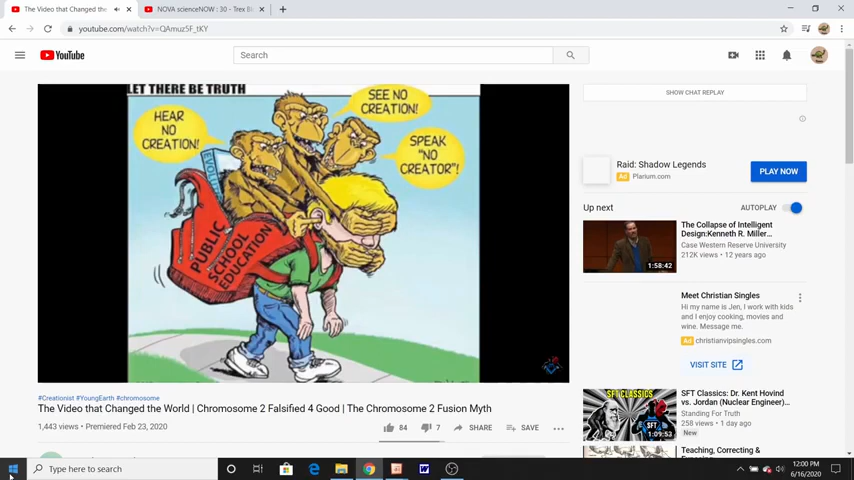 The Video that Changed the
NOVA scienceNOW : 30 - Trex Bl
youtube.com/watch?v=QAmuz5F_tKY
YouTube
Search
LET THERE BE TRUTH
HEAR
NO
CREATION!
SEE NO
CREATION!
SPEAK
"NO
CREATOR"!
PUBLIC
SCHOOL
EDUCATION
#Creationist #YoungEarth #chromosome
The Video that Changed the World | Chromosome 2 Falsified 4 Good | The Chromosome 2 Fusion Myth
1,443 views • Premiered Feb 23, 2020
84
7
SHARE
SAVE
SHOW CHAT REPLAY
Raid: Shadow Legends
Ad Plarium.com
PLAY NOW
Up next
AUTOPLAY
The Collapse of Intelligent
Design:Kenneth R. Miller...
Case Western Reserve University
212K views • 12 years ago
1:58:42
Meet Christian Singles
Hi my name is Jen, I work with kids
and I enjoy cooking, movies and
wine. Message me.
Ad christianvipsingles.com
VISIT SITE
SFT CLASSICS
SFT
1:09:53
SFT Classics: Dr. Kent Hovind
vs. Jordan (Nuclear Engineer)...
Standing For Truth
258 views • 1 day ago
New
Teaching, Correcting &
Type here to search
12:00 PM
6/16/2020